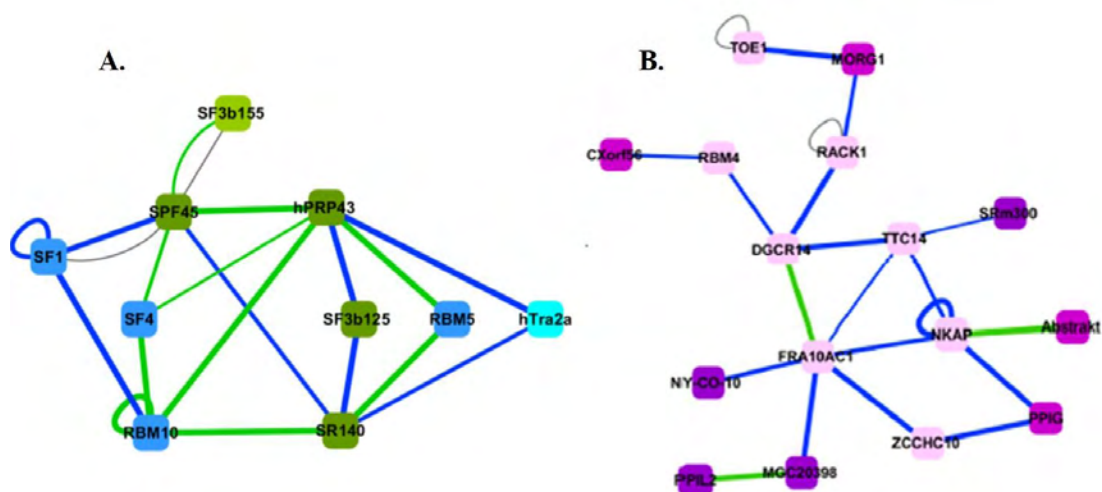 A.
SF3b155
SPF45
hPRP43
SF1
SF4
SF3b125
RBM5
hTra2a
RBM10
SR140
B.
TOE1
MORG1
CXorf56
RBM4
RACK1
SRm300
DGCR14
TTC14
Abstrakt
NKAP
FRA10AC1
NY-CO-10
PPIG
ZCCHC10
PPIL2
MGC20398